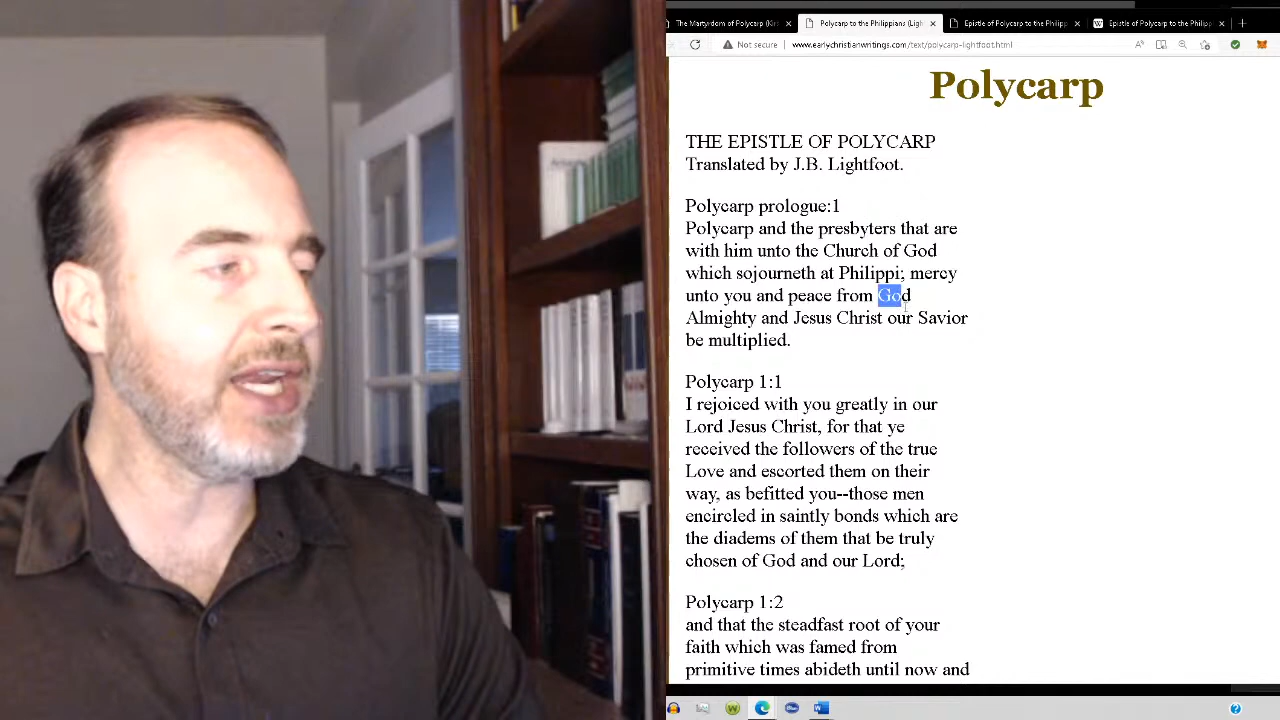 The Martyrdom of Polycarp (Kir
Polycarp to the Philippians (Ligh
Epistle of Polycarp to the Philipp
Epistle of Polycarp to the Philipp
Not secure
www.earlychristianwritings.com/text/polycarp-lightfoot.html
Polycarp
THE EPISTLE OF POLYCARP
Translated by J.B. Lightfoot.
Polycarp prologue:1
Polycarp and the presbyters that are
with him unto the Church of God
which sojourneth at Philippi; mercy
unto you and peace from God
Almighty and Jesus Christ our Savior
be multiplied.
Polycarp 1:1
I rejoiced with you greatly in our
Lord Jesus Christ, for that ye
received the followers of the true
Love and escorted them on their
way, as befitted you--those men
encircled in saintly bonds which are
the diadems of them that be truly
chosen of God and our Lord;
Polycarp 1:2
and that the steadfast root of your
faith which was famed from
primitive times abideth until now and